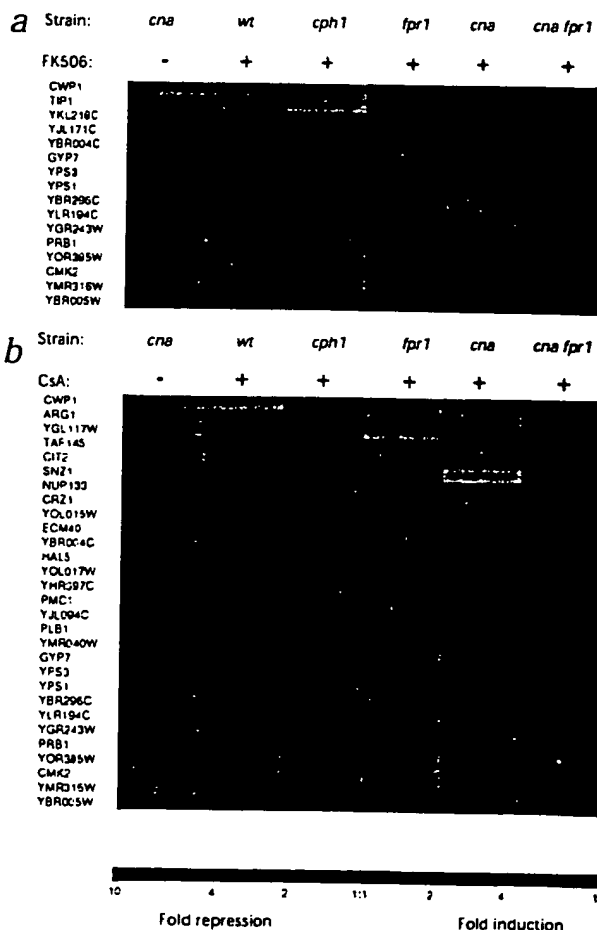 a Strain: cna wt cph1 fpr1 cna cna fpr1
FK506: - + + + + +
CWP1
TIP1
YKL218C
YJL171C
YBR004C
GYP7
YPS3
YPS1
YBR296C
YLR194C
YGR243W
PRB1
YOR385W
CMK2
YMR316W
YBR005W
b Strain: cna wt cph1 fpr1 cna cna fpr1
CsA: - + + + + +
CWP1
ARG1
YGL117W
TAF145
CIT2
SNZ1
NUP133
CRZ1
YOL015W
ECM40
YBR004C
HAL5
YOL017W
YHR097C
PMC1
YJL094C
PLB1
YMR040W
GYP7
YPS3
YPS1
YBR296C
YLR194C
YGR243W
PRB1
YOR385W
CMK2
YMR316W
YBR005W
10 4 2 1:1 2 4
Fold repression Fold induction